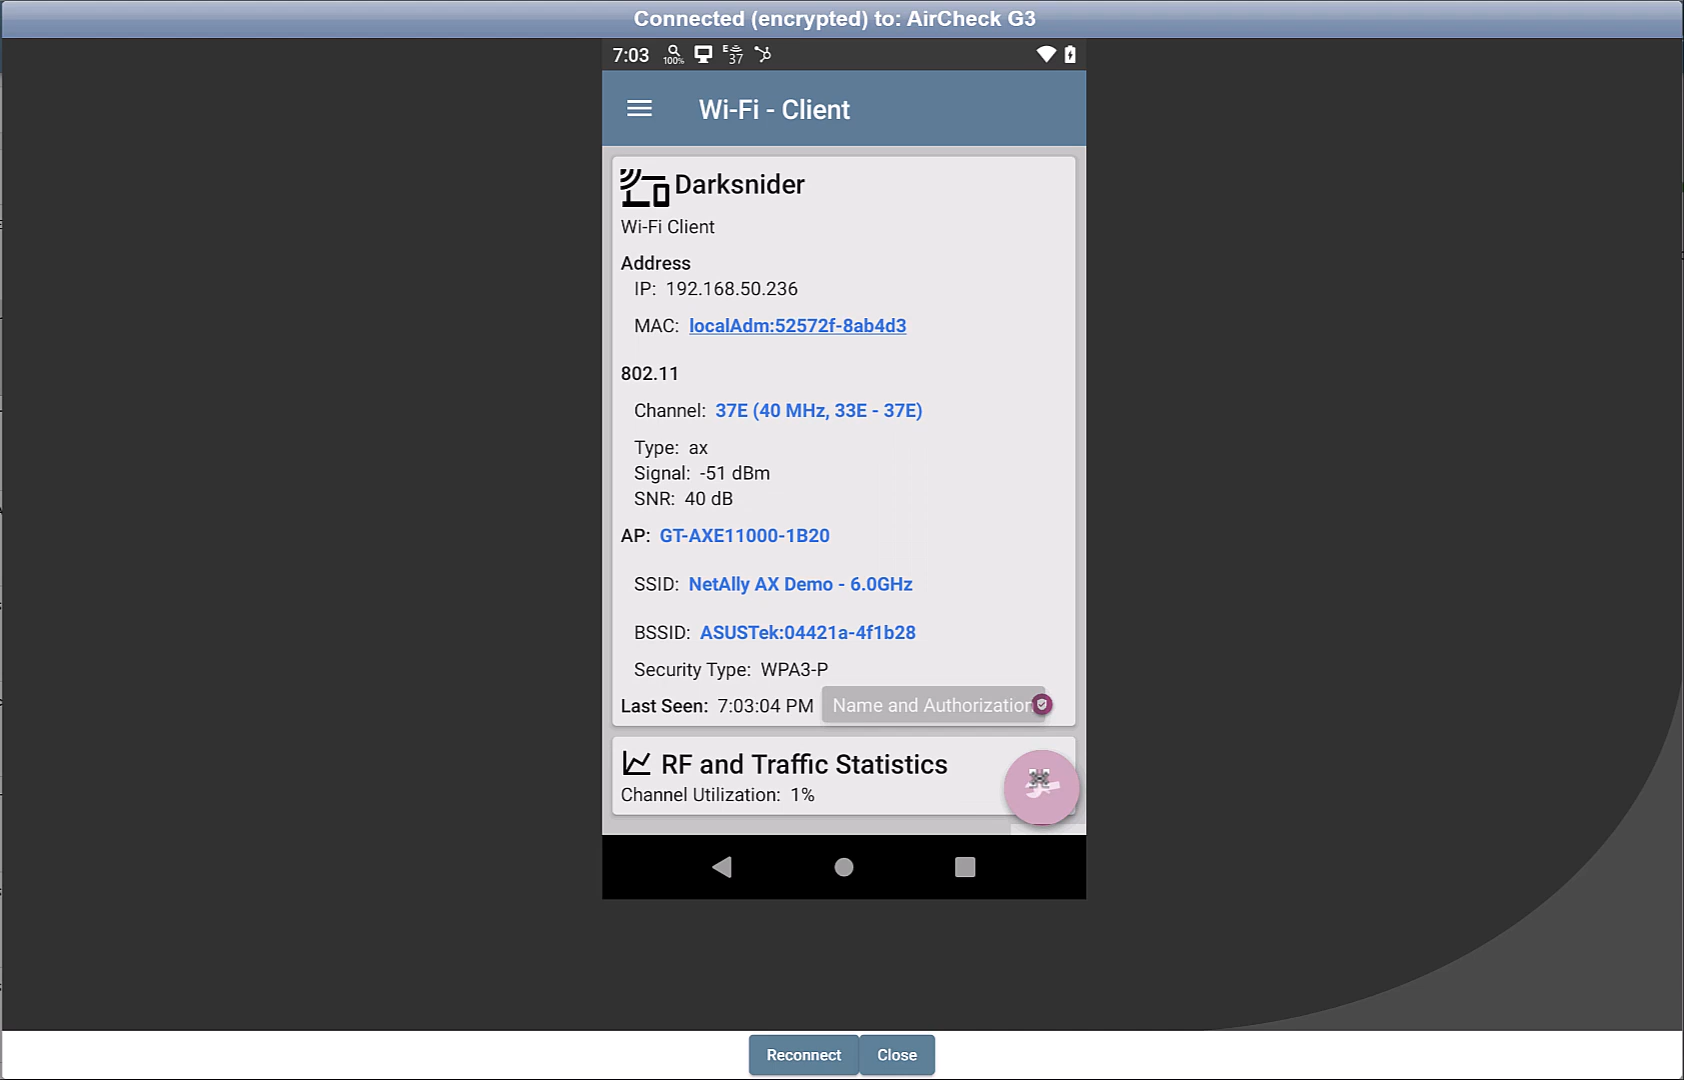 Connected (encrypted) to: AirCheck G3
7:03 100% E 37
Wi-Fi - Client
Darksnider
Wi-Fi Client
Address
IP: 192.168.50.236
MAC: localAdm:52572f-8ab4d3
802.11
Channel: 37E (40 MHz, 33E - 37E)
Type: ax
Signal: -51 dBm
SNR: 40 dB
AP: GT-AXE11000-1B20
SSID: NetAlly AX Demo - 6.0GHz
BSSID: ASUSTek:04421a-4f1b28
Security Type: WPA3-P
Last Seen: 7:03:04 PM Name and Authorization
RF and Traffic Statistics
Channel Utilization: 1%
Reconnect Close